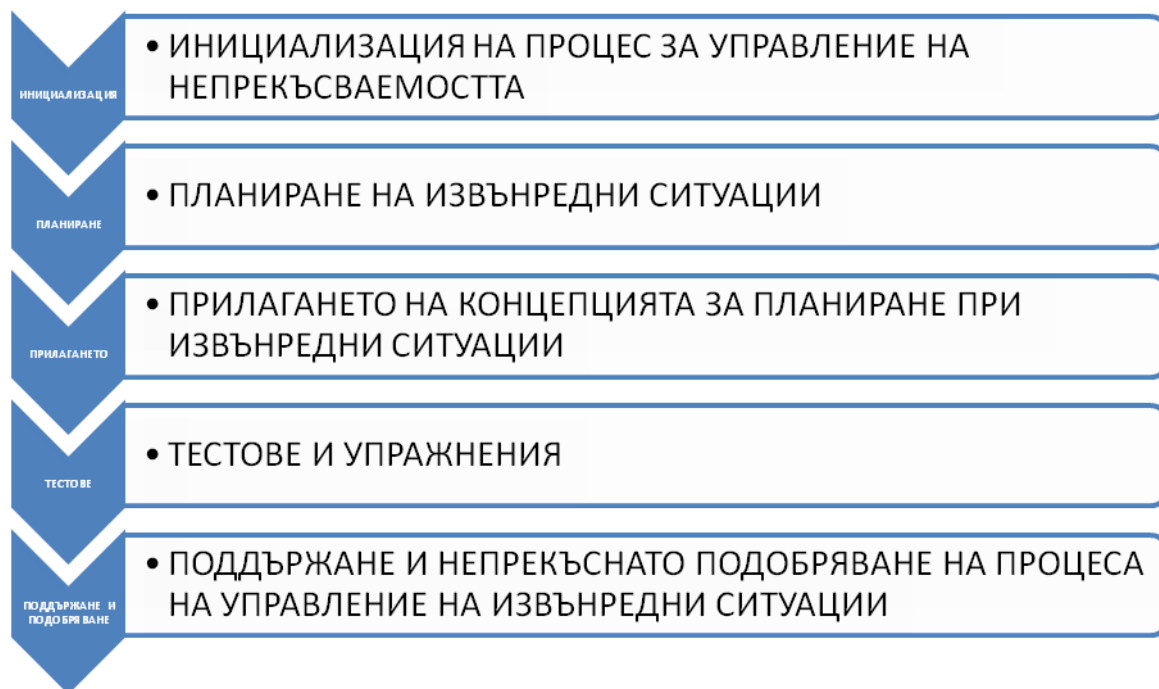 ИНИЦИАЛИЗАЦИЯ
• ИНИЦИАЛИЗАЦИЯ НА ПРОЦЕС ЗА УПРАВЛЕНИЕ НА
НЕПРЕКЪСВАЕМОСТТА
ПЛАНИРАНЕ
• ПЛАНИРАНЕ НА ИЗВЪНРЕДНИ СИТУАЦИИ
ПРИЛАГАНЕТО
• ПРИЛАГАНЕТО НА КОНЦЕПЦИЯТА ЗА ПЛАНИРАНЕ ПРИ
ИЗВЪНРЕДНИ СИТУАЦИИ
ТЕСТОВЕ
• ТЕСТОВЕ И УПРАЖНЕНИЯ
ПОДДЪРЖАНЕ И
ПОДОБРЯВАНЕ
• ПОДДЪРЖАНЕ И НЕПРЕКЪСНАТО ПОДОБРЯВАНЕ НА ПРОЦЕСА
НА УПРАВЛЕНИЕ НА ИЗВЪНРЕДНИ СИТУАЦИИ